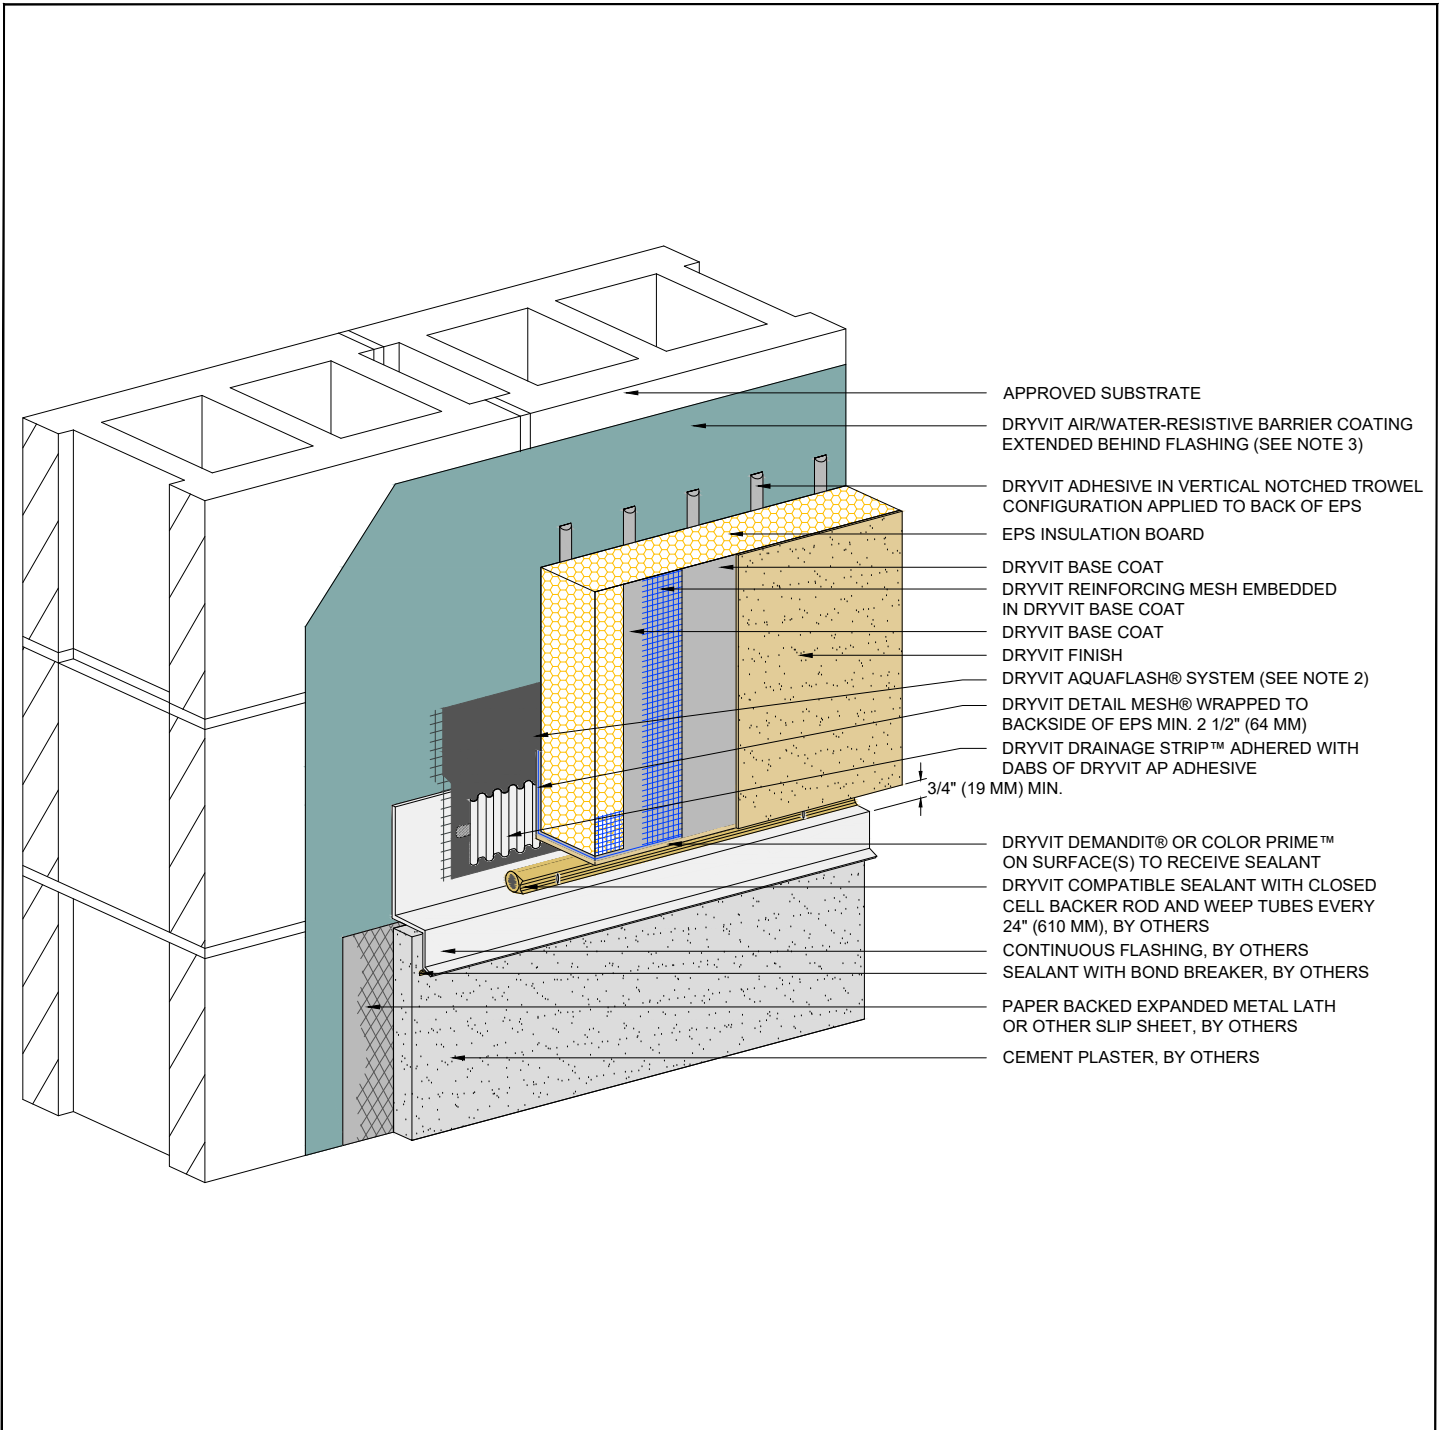 APPROVED SUBSTRATE
DRYVIT AIR/WATER-RESISTIVE BARRIER COATING
EXTENDED BEHIND FLASHING (SEE NOTE 3)
DRYVIT ADHESIVE IN VERTICAL NOTCHED TROWEL
CONFIGURATION APPLIED TO BACK OF EPS
EPS INSULATION BOARD
DRYVIT BASE COAT
DRYVIT REINFORCING MESH EMBEDDED
IN DRYVIT BASE COAT
DRYVIT BASE COAT
DRYVIT FINISH
DRYVIT AQUAFLASH® SYSTEM (SEE NOTE 2)
DRYVIT DETAIL MESH® WRAPPED TO
BACKSIDE OF EPS MIN. 2 1/2" (64 MM)
DRYVIT DRAINAGE STRIP™ ADHERED WITH
DABS OF DRYVIT AP ADHESIVE
3/4" (19 MM) MIN.
DRYVIT DEMANDIT® OR COLOR PRIME™
ON SURFACE(S) TO RECEIVE SEALANT
DRYVIT COMPATIBLE SEALANT WITH CLOSED
CELL BACKER ROD AND WEEP TUBES EVERY
24" (610 MM), BY OTHERS
CONTINUOUS FLASHING, BY OTHERS
SEALANT WITH BOND BREAKER, BY OTHERS
PAPER BACKED EXPANDED METAL LATH
OR OTHER SLIP SHEET, BY OTHERS
CEMENT PLASTER, BY OTHERS